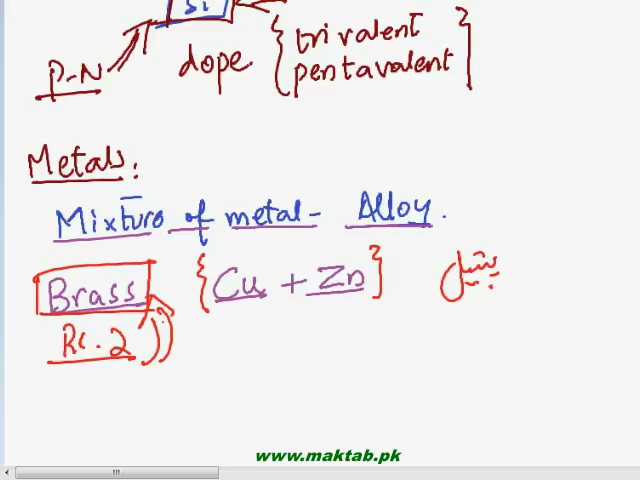 Si
P-N dope { trivalent
pentavalent }
Metals:
Mixture of metal - Alloy.
Brass { Cu + Zn } پیتل
Rs. 2
www.maktab.pk